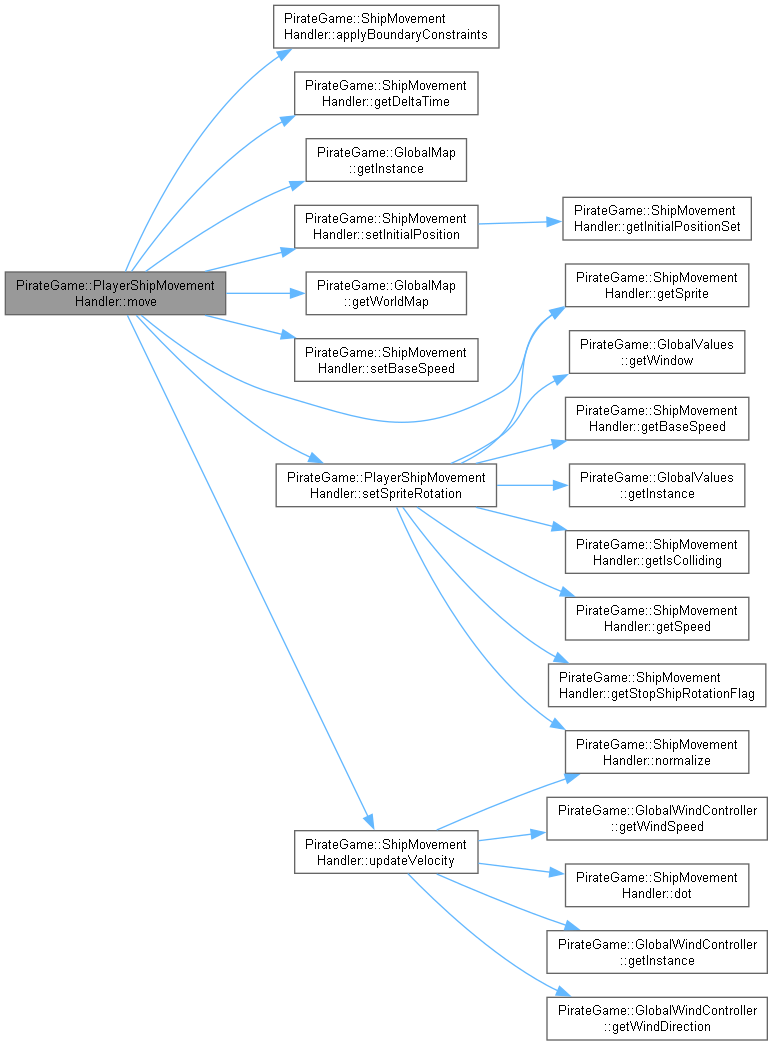 PirateGame::ShipMovement
Handler::applyBoundaryConstraints
PirateGame::ShipMovement
Handler::getDeltaTime
PirateGame::GlobalMap
::getInstance
PirateGame::ShipMovement
Handler::setInitialPosition
PirateGame::ShipMovement
Handler::getInitialPositionSet
PirateGame::PlayerShipMovement
Handler::move
PirateGame::GlobalMap
::getWorldMap
PirateGame::ShipMovement
Handler::getSprite
PirateGame::ShipMovement
Handler::setBaseSpeed
PirateGame::GlobalValues
::getWindow
PirateGame::ShipMovement
Handler::getBaseSpeed
PirateGame::PlayerShipMovement
Handler::setSpriteRotation
PirateGame::GlobalValues
::getInstance
PirateGame::ShipMovement
Handler::getIsColliding
PirateGame::ShipMovement
Handler::getSpeed
PirateGame::ShipMovement
Handler::getStopShipRotationFlag
PirateGame::ShipMovement
Handler::normalize
PirateGame::ShipMovement
Handler::updateVelocity
PirateGame::GlobalWindController
::getWindSpeed
PirateGame::ShipMovement
Handler::dot
PirateGame::GlobalWindController
::getInstance
PirateGame::GlobalWindController
::getWindDirection